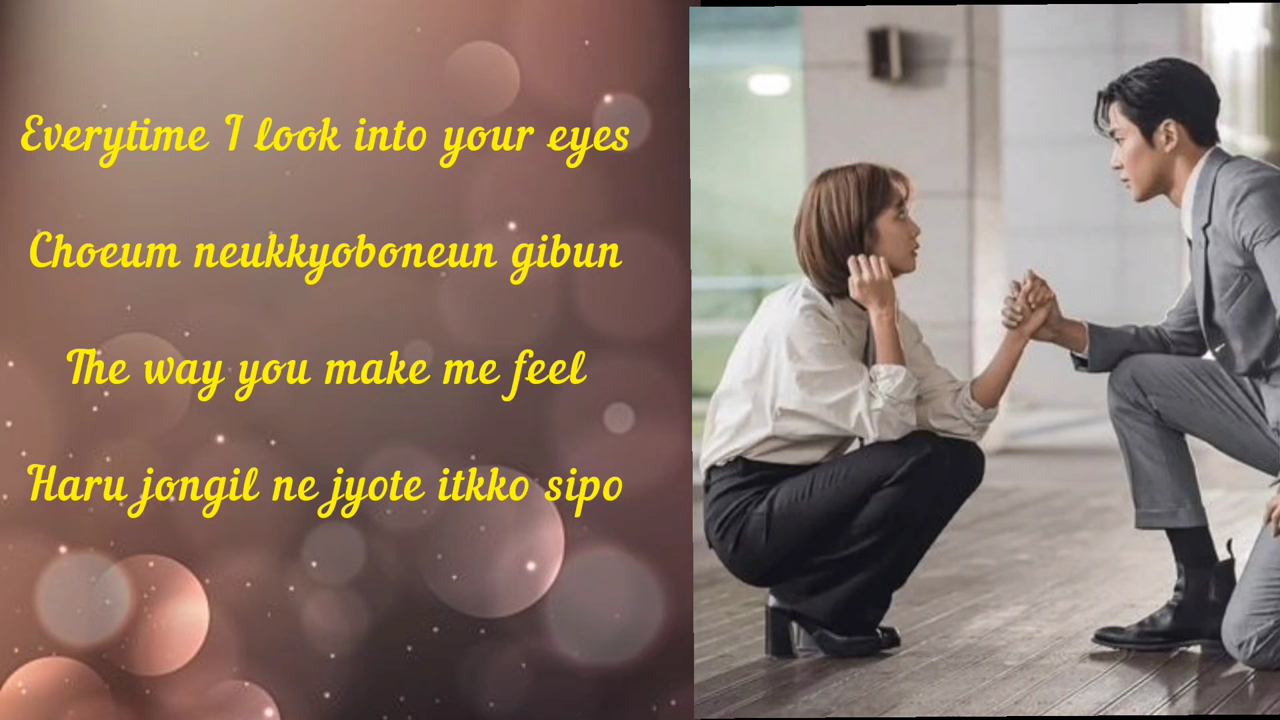 Everytime I look into your eyes
Choeum neukkyoboneun gibun
The way you make me feel
Haru jongil ne jyote itkko sipo